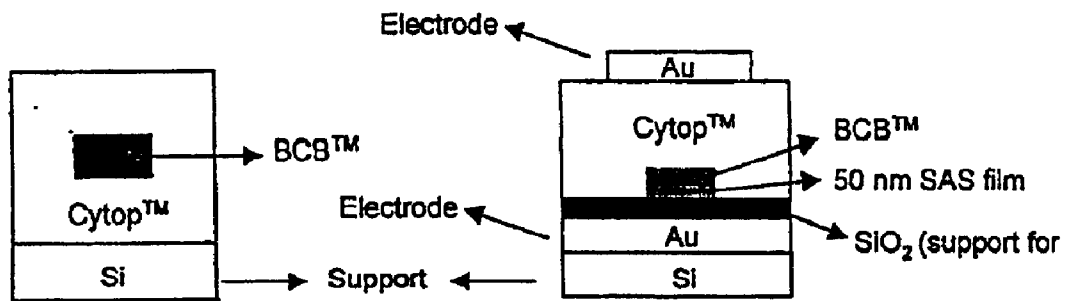 Electrode
Au
Cytop™
BCB™
BCB™
50 nm SAS film
Cytop™
Electrode
SiO₂ (support for
Au
Si
Support
Si